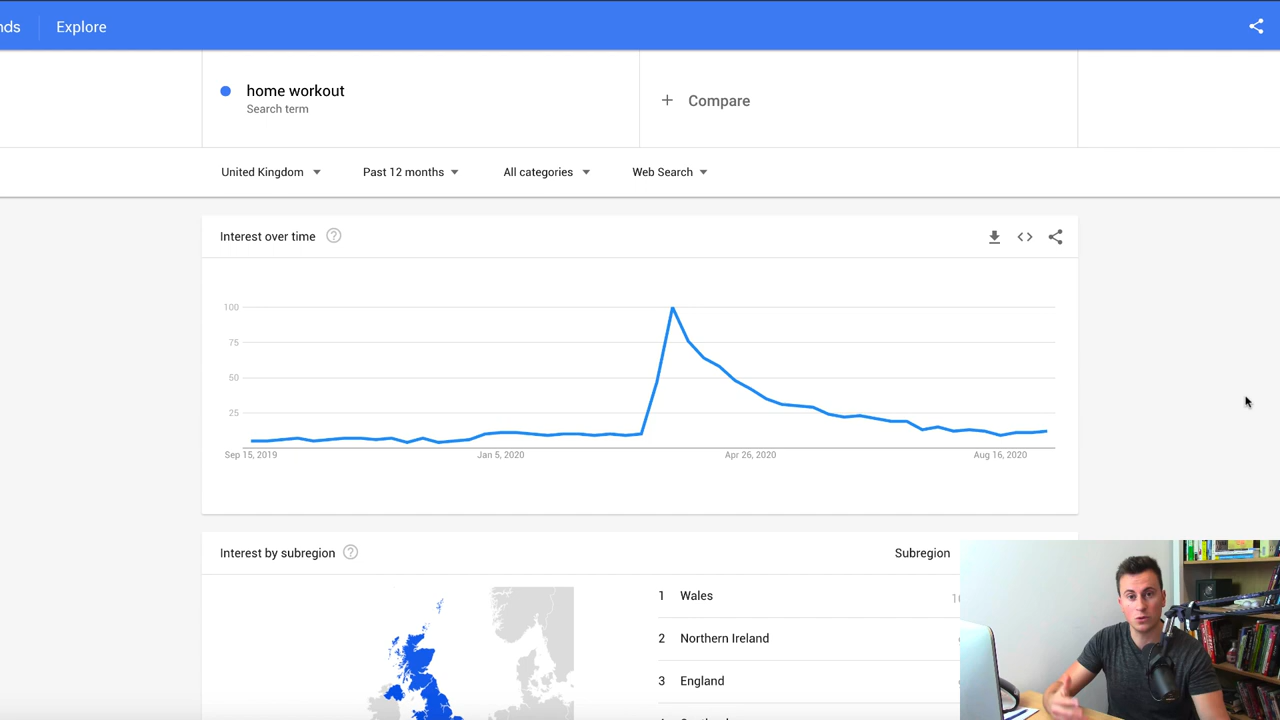 nds
Explore
home workout
Search term
+ Compare
United Kingdom
Past 12 months
All categories
Web Search
Interest over time
100
75
50
25
Sep 15, 2019
Jan 5, 2020
Apr 26, 2020
Aug 16, 2020
Interest by subregion
Subregion
1 Wales
2 Northern Ireland
3 England